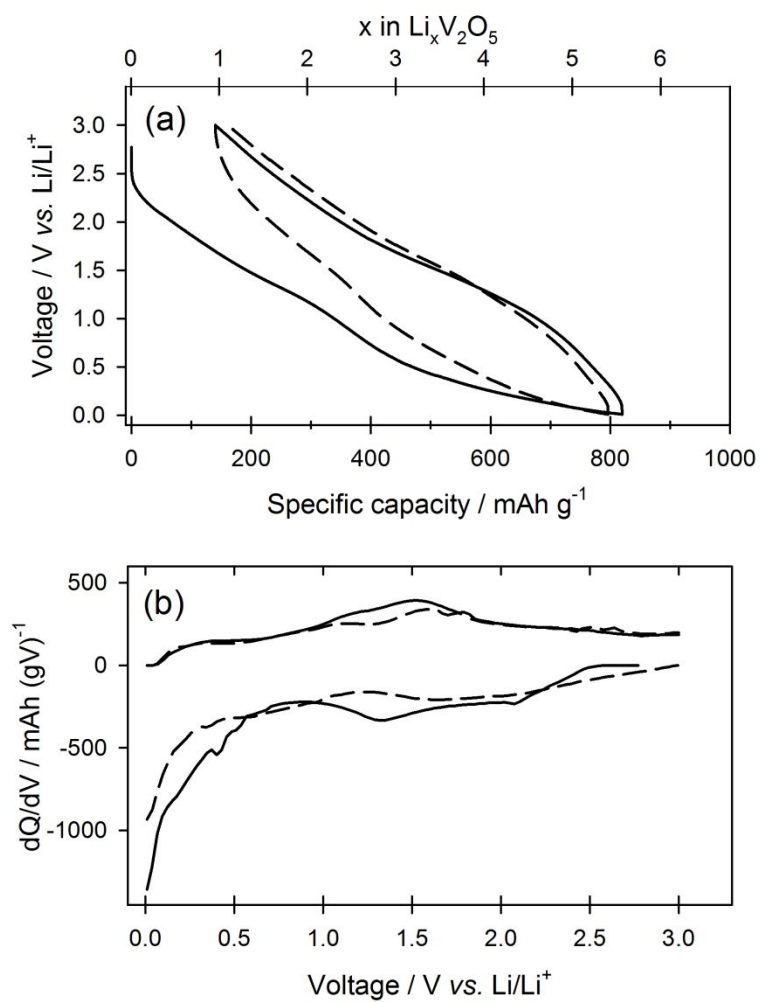 x in LiₓV₂O₅
0 1 2 3 4 5 6
(a)
3.0
2.5
2.0
1.5
1.0
0.5
0.0
Voltage / V vs. Li/Li⁺
0 200 400 600 800 1000
Specific capacity / mAh g⁻¹
(b)
500
0
-500
-1000
dQ/dV / mAh (gV)⁻¹
0.0 0.5 1.0 1.5 2.0 2.5 3.0
Voltage / V vs. Li/Li⁺